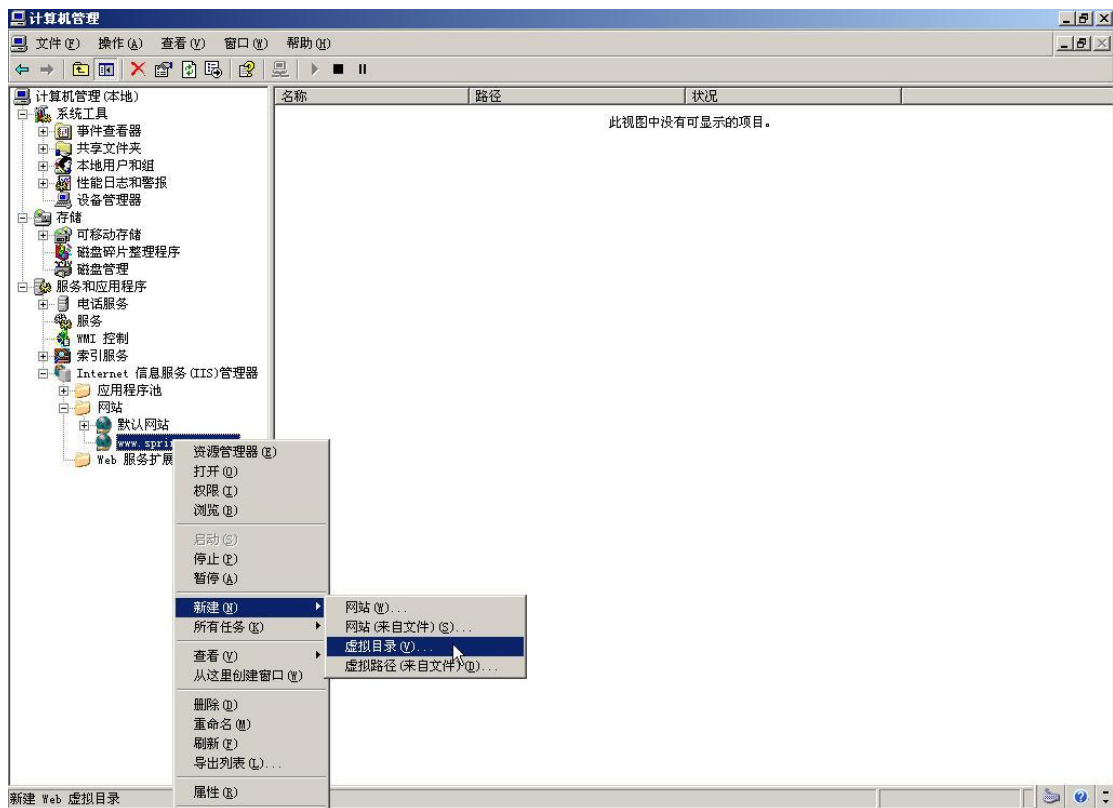 计算机管理
文件(F) 操作(A) 查看(V) 窗口(W) 帮助(H)
计算机管理(本地)
系统工具
事件查看器
共享文件夹
本地用户和组
性能日志和警报
设备管理器
存储
可移动存储
磁盘碎片整理程序
磁盘管理
服务和应用程序
电话服务
服务
WMI 控制
索引服务
Internet 信息服务(IIS)管理器
应用程序池
网站
默认网站
www.spri
Web 服务扩展
名称 路径 状况
此视图中没有可显示的项目。
资源管理器(E)
打开(O)
权限(I)
浏览(B)
启动(S)
停止(P)
暂停(A)
新建(N)
所有任务(K)
查看(V)
从这里创建窗口(W)
删除(D)
重命名(M)
刷新(F)
导出列表(L)...
属性(R)
网站(W)...
网站(来自文件)(S)...
虚拟目录(V)...
虚拟路径(来自文件)(D)...
新建 Web 虚拟目录